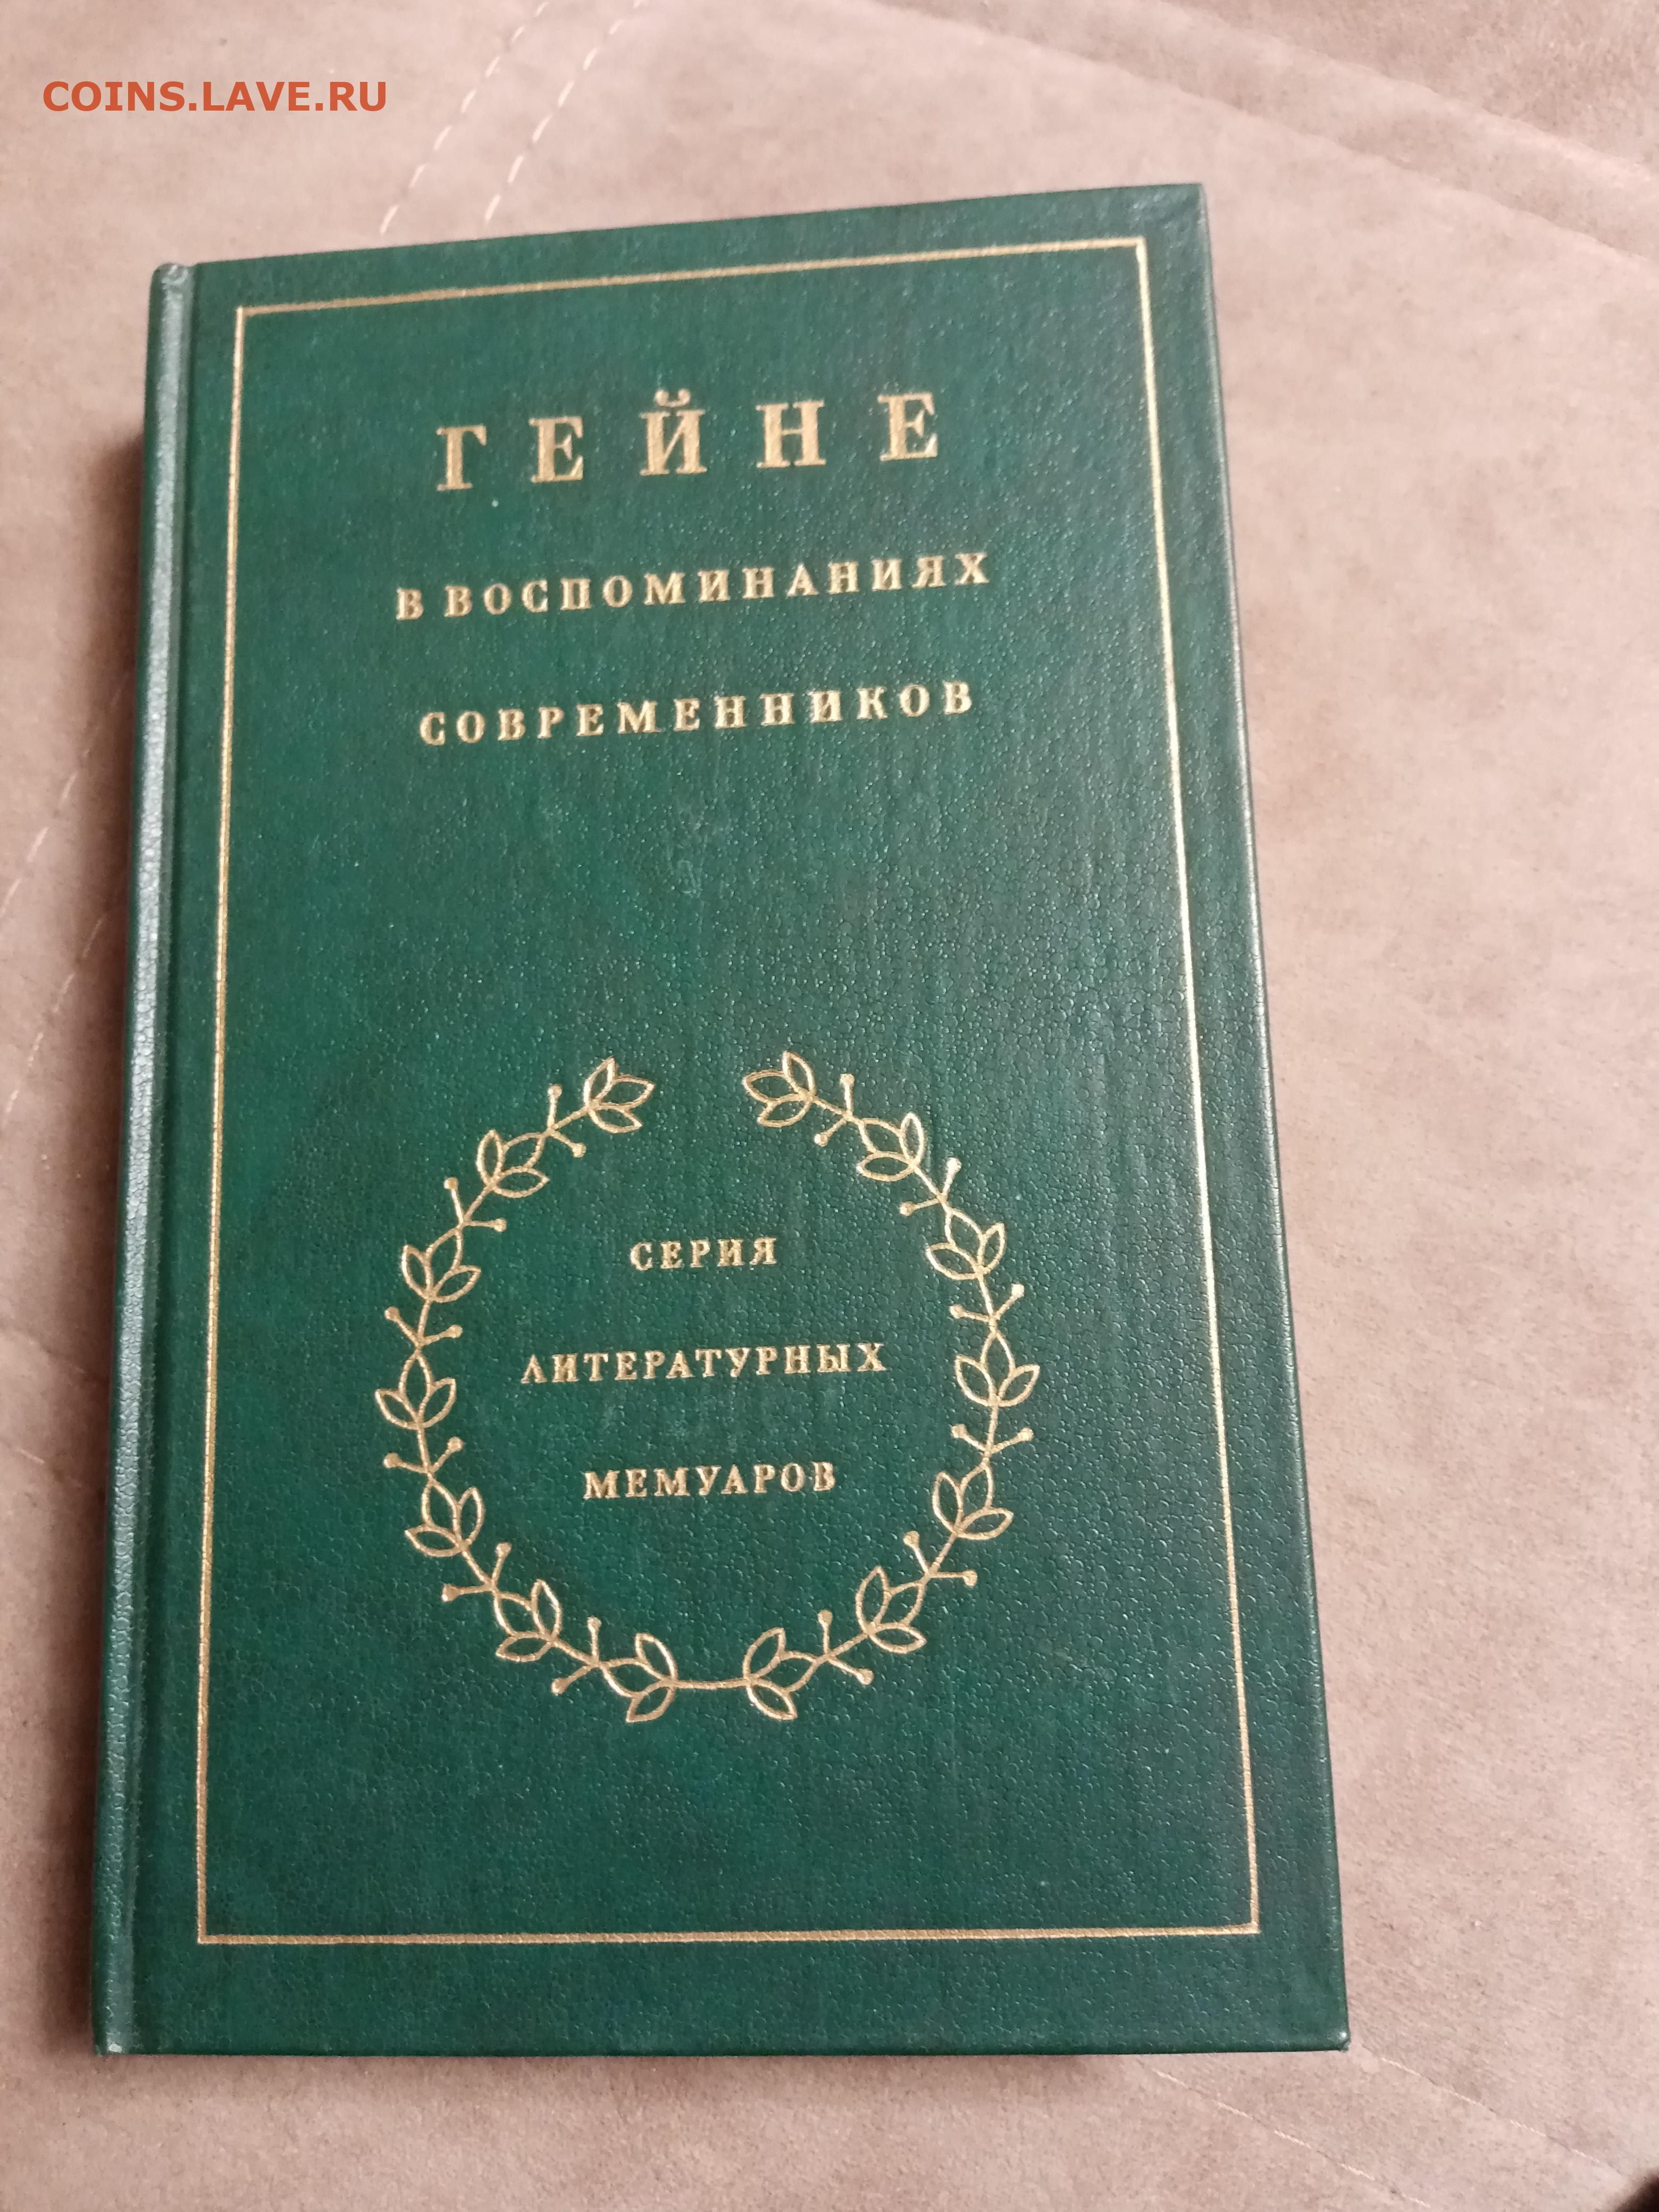 COINS.LAVE.RU
ГЕЙНЕ
В ВОСПОМИНАНИЯХ
СОВРЕМЕННИКОВ
СЕРИЯ
ЛИТЕРАТУРНЫХ
МЕМУАРОВ